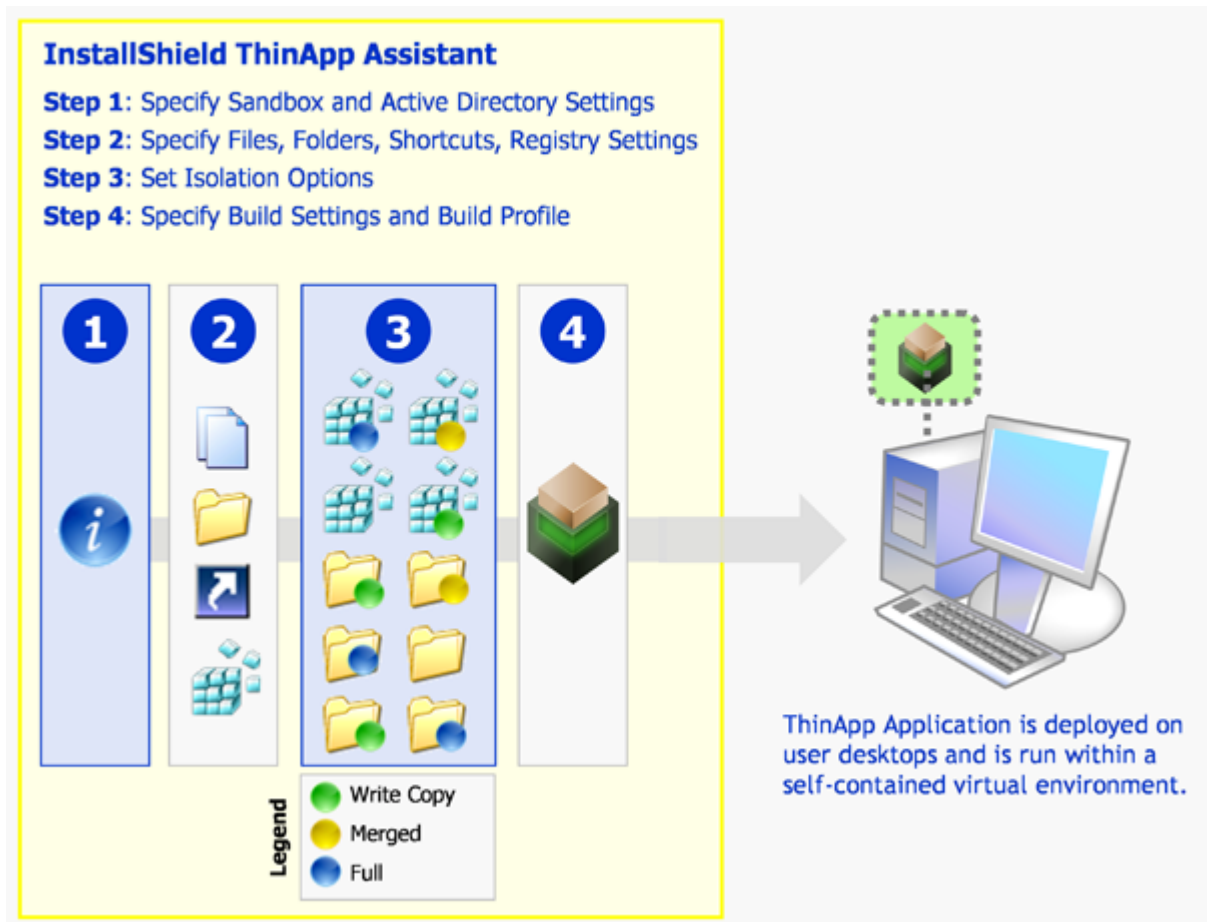 InstallShield ThinApp Assistant
Step 1: Specify Sandbox and Active Directory Settings
Step 2: Specify Files, Folders, Shortcuts, Registry Settings
Step 3: Set Isolation Options
Step 4: Specify Build Settings and Build Profile
1
2
3
4
i
Legend
Write Copy
Merged
Full
ThinApp Application is deployed on
user desktops and is run within a
self-contained virtual environment.